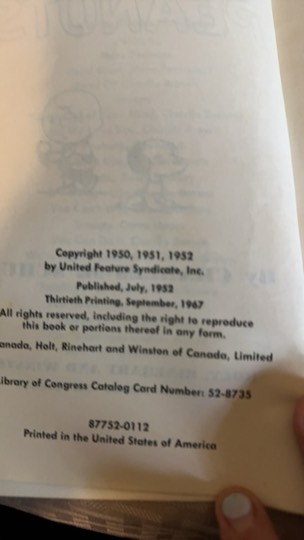 Copyright 1950, 1951, 1952
by United Feature Syndicate, Inc.
Published, July, 1952
Thirtieth Printing, September, 1967
All rights reserved, including the right to reproduce
this book or portions thereof in any form.
anada, Holt, Rinehart and Winston of Canada, Limited
ibrary of Congress Catalog Card Number: 52-8735
87752-0112
Printed in the United States of America